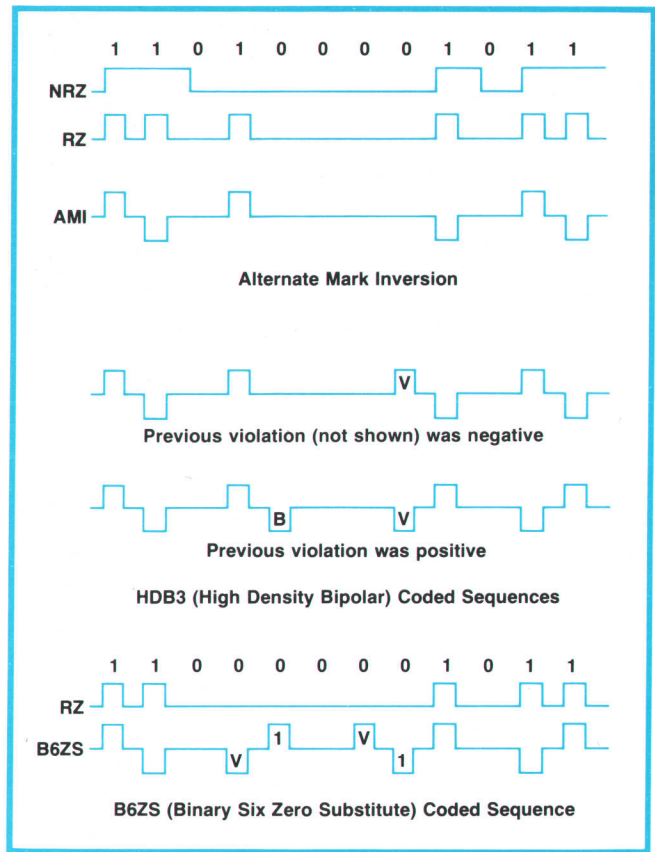 1 1 0 1 0 0 0 0 1 0 1 1
NRZ
RZ
AMI
Alternate Mark Inversion
V
Previous violation (not shown) was negative
B V
Previous violation was positive
HDB3 (High Density Bipolar) Coded Sequences
1 1 0 0 0 0 0 0 1 0 1 1
RZ
B6ZS V 1 V 1
B6ZS (Binary Six Zero Substitute) Coded Sequence